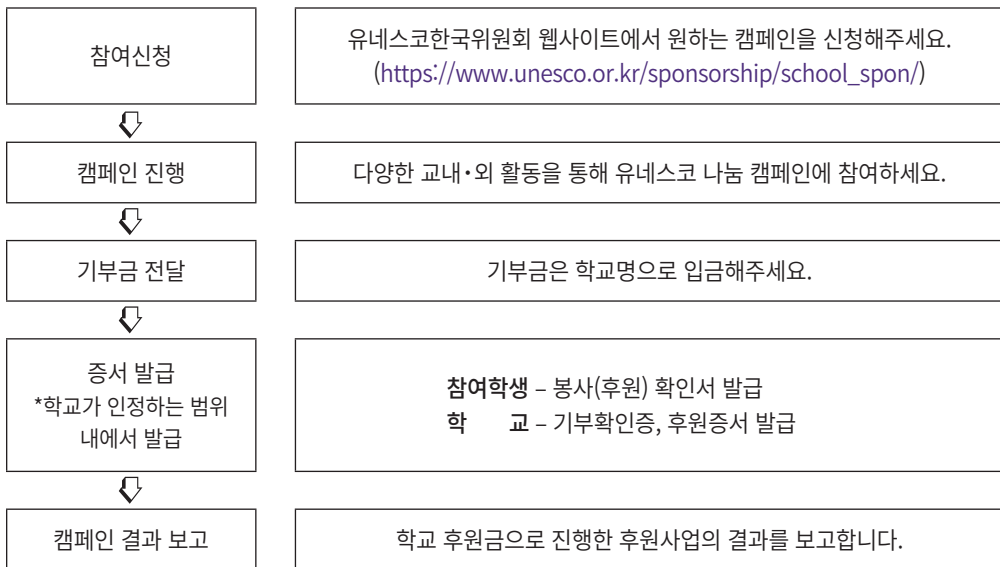 참여신청
유네스코한국위원회 웹사이트에서 원하는 캠페인을 신청해주세요.
(https://www.unesco.or.kr/sponsorship/school_spon/)
캠페인 진행
다양한 교내·외 활동을 통해 유네스코 나눔 캠페인에 참여하세요.
기부금 전달
기부금은 학교명으로 입금해주세요.
증서 발급
*학교가 인정하는 범위
내에서 발급
참여학생 – 봉사(후원) 확인서 발급
학 교 – 기부확인증, 후원증서 발급
캠페인 결과 보고
학교 후원금으로 진행한 후원사업의 결과를 보고합니다.